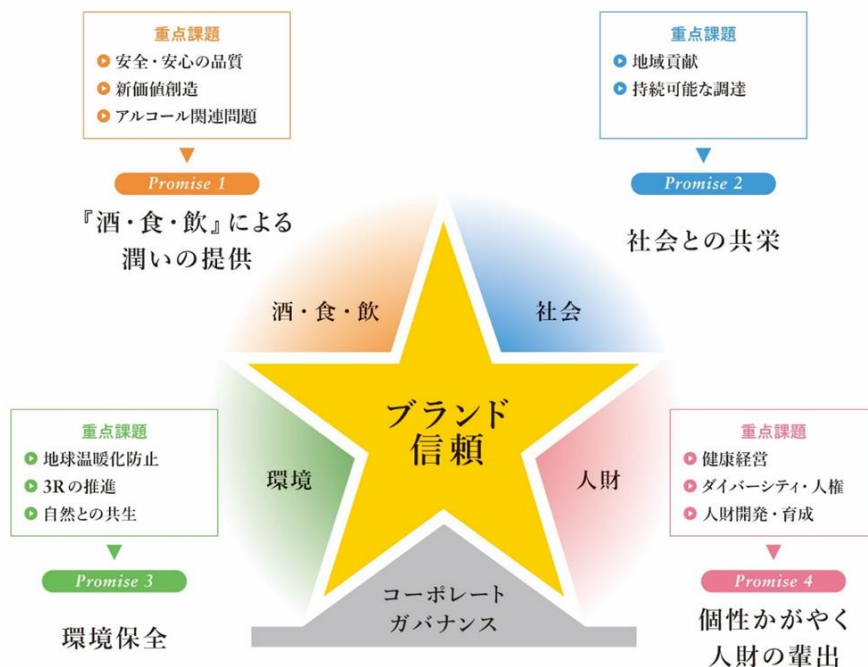 重点課題
安全・安心の品質
新価値創造
アルコール関連問題
Promise 1
『酒・食・飲』による
潤いの提供
重点課題
地域貢献
持続可能な調達
Promise 2
社会との共栄
酒・食・飲
社会
ブランド
信頼
環境
人財
コーポレート
ガバナンス
重点課題
地球温暖化防止
3Rの推進
自然との共生
Promise 3
環境保全
重点課題
健康経営
ダイバーシティ・人権
人財開発・育成
Promise 4
個性かがやく
人財の輩出